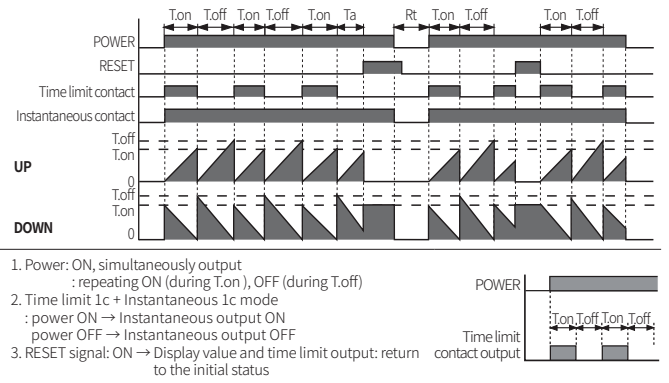 T.on T.off T.on T.off T.on Ta Rt T.on T.off T.on T.off
POWER
RESET
Time limit contact
Instantaneous contact
T.off
T.on
UP
0
T.off
T.on
DOWN
0
1. Power: ON, simultaneously output
: repeating ON (during T.on ), OFF (during T.off)
2. Time limit 1c + Instantaneous 1c mode
: power ON → Instantaneous output ON
power OFF → Instantaneous output OFF
3. RESET signal: ON → Display value and time limit output: return
to the initial status
POWER
T.on T.off T.on T.off
Time limit
contact output